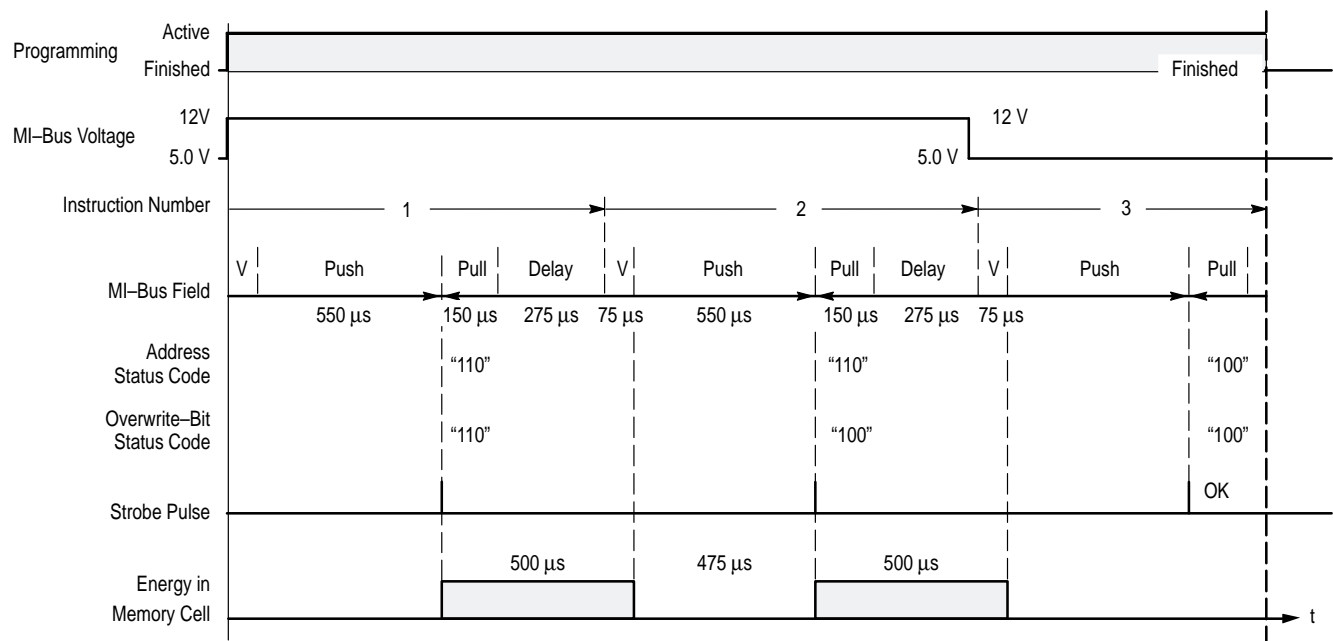 Programming
Active
Finished
Finished
MI–Bus Voltage
12V
5.0 V
12 V
5.0 V
Instruction Number
1
2
3
MI–Bus Field
V
Push
Pull
Delay
V
Push
Pull
Delay
V
Push
Pull
550 µs
150 µs
275 µs
75 µs
550 µs
150 µs
275 µs
75 µs
Address
Status Code
“110”
“110”
“100”
Overwrite–Bit
Status Code
“110”
“100”
“100”
Strobe Pulse
OK
Energy in
Memory Cell
500 µs
475 µs
500 µs
t